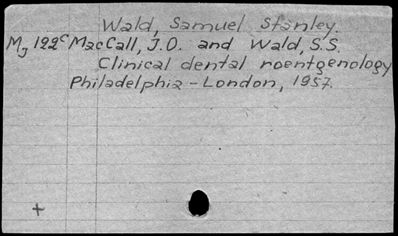 Wald, Samuel Stanley.
Mj 122c MacCall, J.O. and Wald, S.S.
Clinical dental roentgenology
Philadelphia - London, 1957.
+